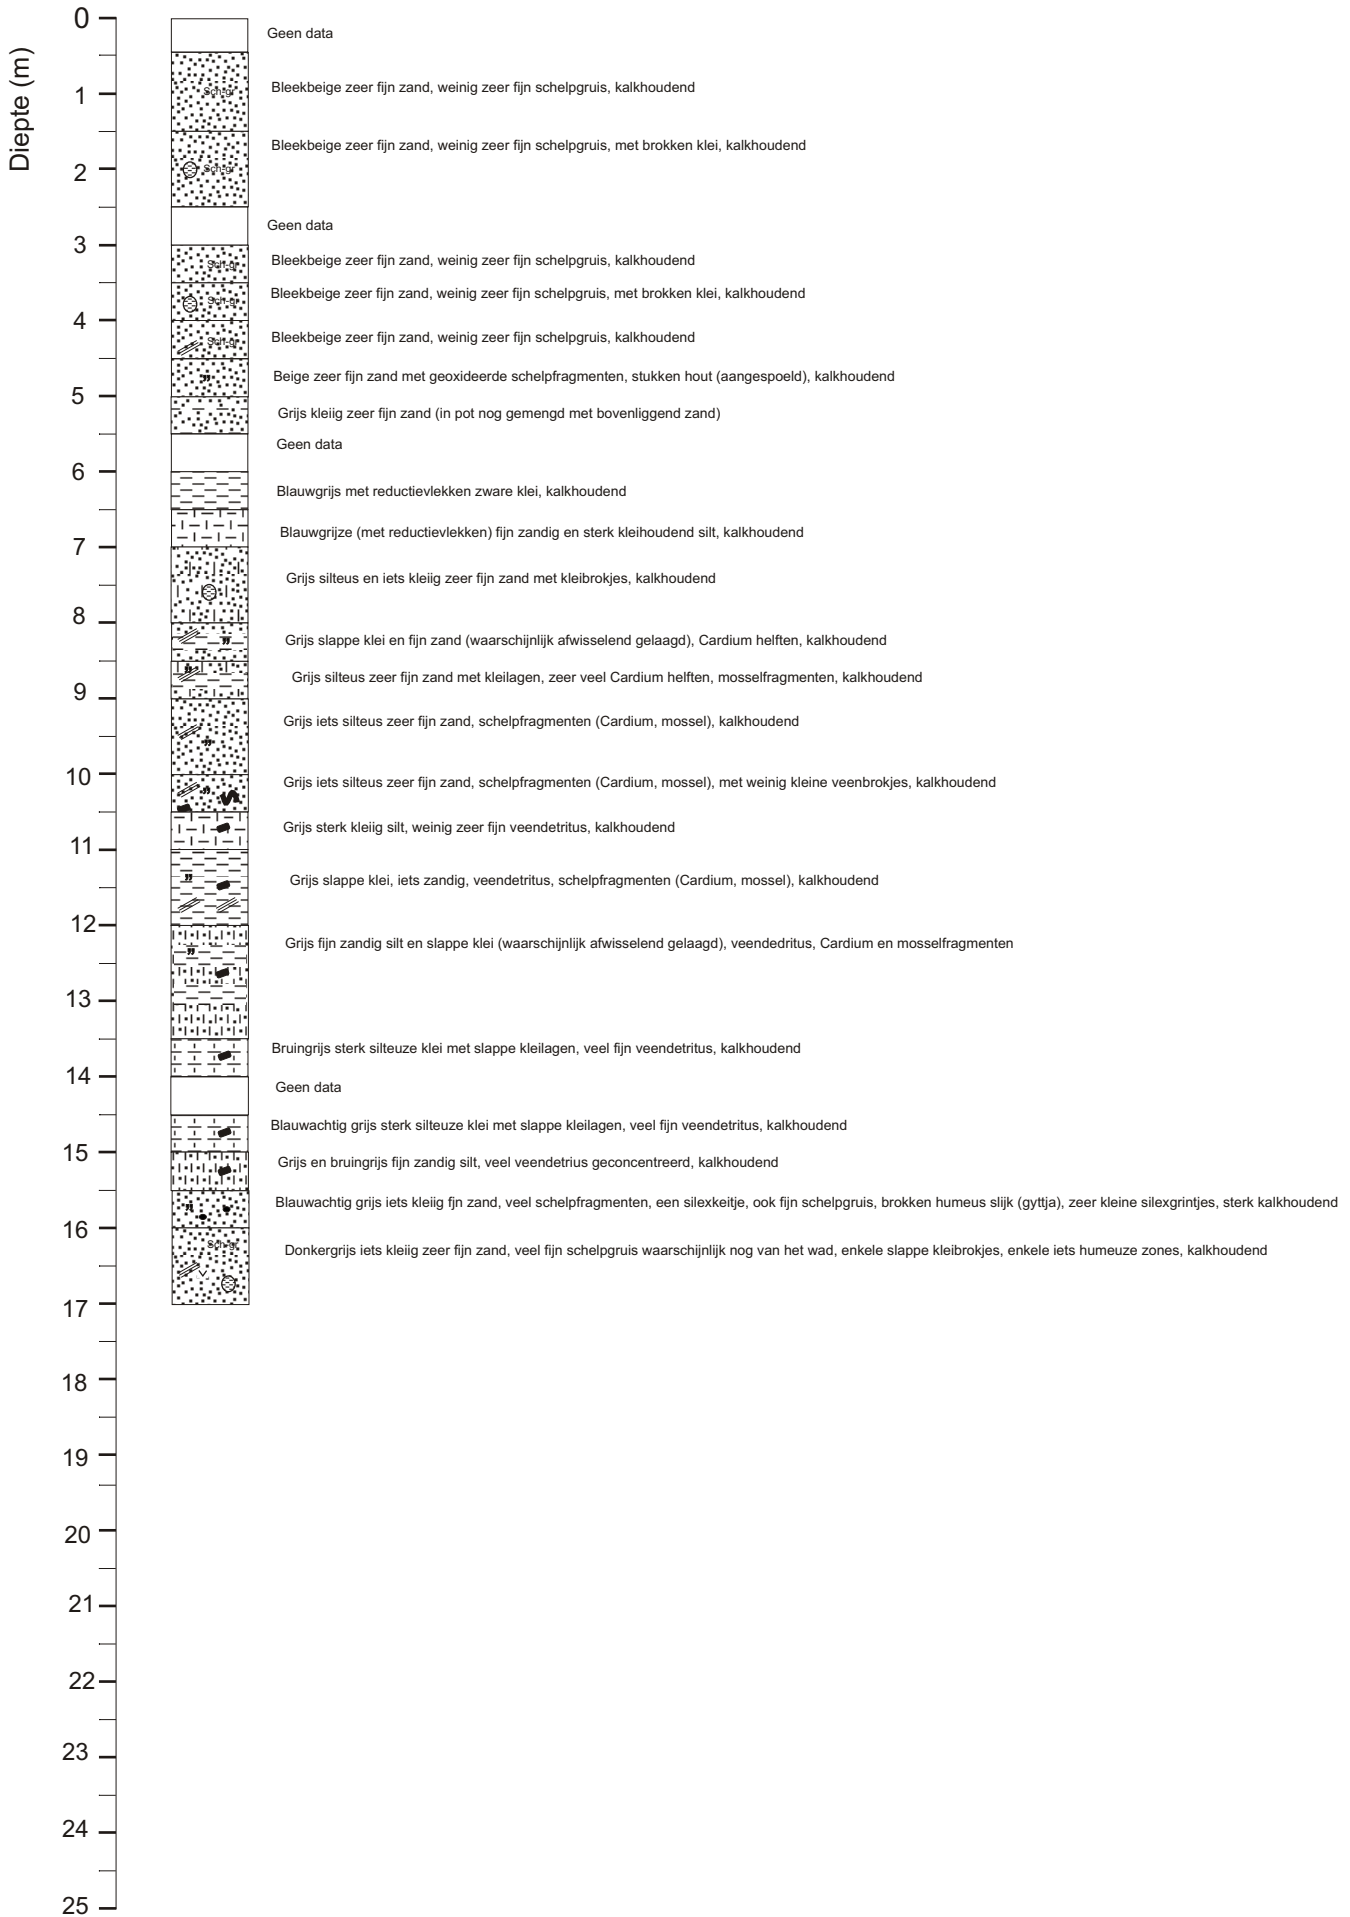 Diepte (m)
0
Geen data
Sch-gr
1
Bleekbeige zeer fijn zand, weinig zeer fijn schelpgruis, kalkhoudend
Bleekbeige zeer fijn zand, weinig zeer fijn schelpgruis, met brokken klei, kalkhoudend
Sch-gr
2
Geen data
3
Sch-gr
Bleekbeige zeer fijn zand, weinig zeer fijn schelpgruis, kalkhoudend
Sch-gr
Bleekbeige zeer fijn zand, weinig zeer fijn schelpgruis, met brokken klei, kalkhoudend
4
Sch-gr
Bleekbeige zeer fijn zand, weinig zeer fijn schelpgruis, kalkhoudend
Beige zeer fijn zand met geoxideerde schelpfragmenten, stukken hout (aangespoeld), kalkhoudend
5
Grijs kleiig zeer fijn zand (in pot nog gemengd met bovenliggend zand)
Geen data
6
Blauwgrijs met reductievlekken zware klei, kalkhoudend
Blauwgrijze (met reductievlekken) fijn zandig en sterk kleihoudend silt, kalkhoudend
7
Grijs silteus en iets kleiig zeer fijn zand met kleibrokjes, kalkhoudend
8
Grijs slappe klei en fijn zand (waarschijnlijk afwisselend gelaagd), Cardium helften, kalkhoudend
Grijs silteus zeer fijn zand met kleilagen, zeer veel Cardium helften, mosselfragmenten, kalkhoudend
9
Grijs iets silteus zeer fijn zand, schelpfragmenten (Cardium, mossel), kalkhoudend
10
Grijs iets silteus zeer fijn zand, schelpfragmenten (Cardium, mossel), met weinig kleine veenbrokjes, kalkhoudend
Grijs sterk kleiig silt, weinig zeer fijn veendetritus, kalkhoudend
11
Grijs slappe klei, iets zandig, veendetritus, schelpfragmenten (Cardium, mossel), kalkhoudend
12
Grijs fijn zandig silt en slappe klei (waarschijnlijk afwisselend gelaagd), veendedritus, Cardium en mosselfragmenten
13
Bruingrijs sterk silteuze klei met slappe kleilagen, veel fijn veendetritus, kalkhoudend
14
Geen data
Blauwachtig grijs sterk silteuze klei met slappe kleilagen, veel fijn veendetritus, kalkhoudend
15
Grijs en bruingrijs fijn zandig silt, veel veendetrius geconcentreerd, kalkhoudend
Blauwachtig grijs iets kleiig fjn zand, veel schelpfragmenten, een silexkeitje, ook fijn schelpgruis, brokken humeus slijk (gyttja), zeer kleine silexgrintjes, sterk kalkhoudend
16
Sch-gr
Donkergrijs iets kleiig zeer fijn zand, veel fijn schelpgruis waarschijnlijk nog van het wad, enkele slappe kleibrokjes, enkele iets humeuze zones, kalkhoudend
17
18
19
20
21
22
23
24
25